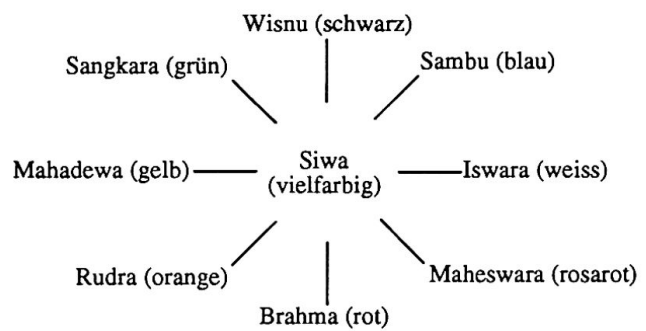 Wisnu (schwarz)
Sangkara (grün)
Sambu (blau)
Mahadewa (gelb)
Siwa
(vielfarbig)
Iswara (weiss)
Rudra (orange)
Maheswara (rosarot)
Brahma (rot)